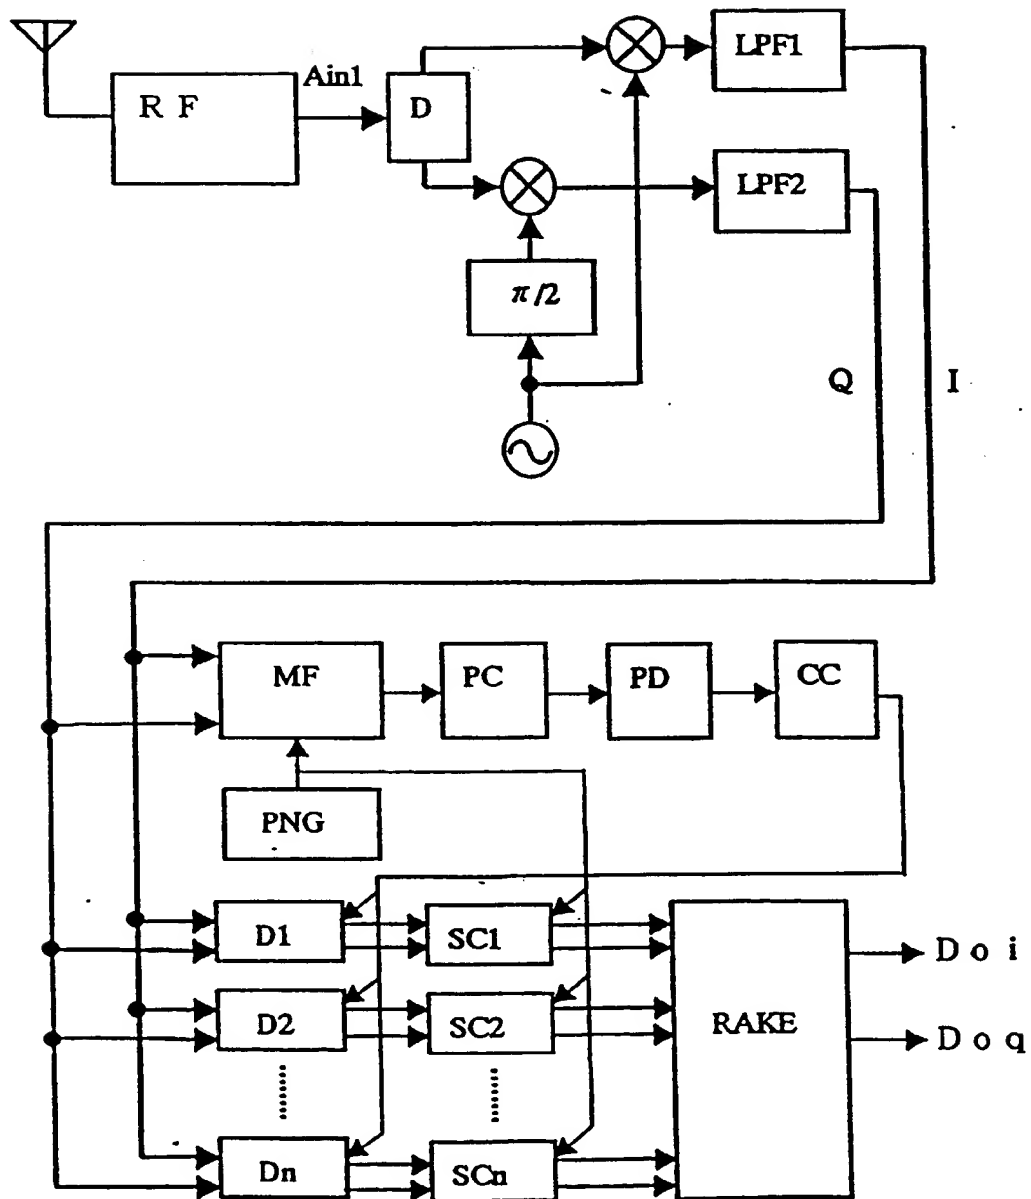 R F
Ain1
D
LPF1
LPF2
π/2
Q
I
MF
PC
PD
CC
PNG
D1
SC1
D2
SC2
RAKE
D o i
D o q
Dn
SCn